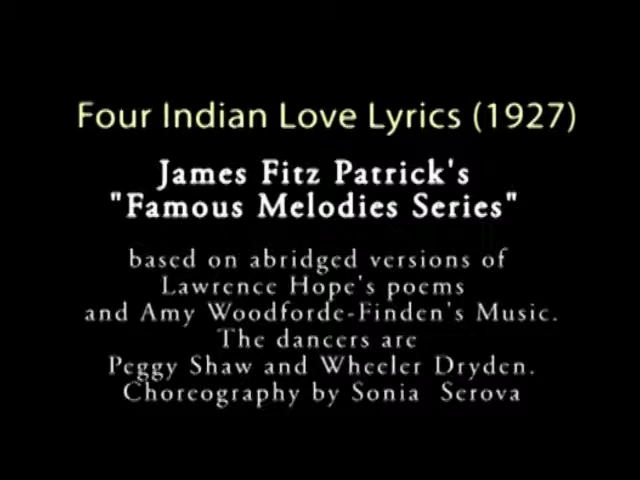 Four Indian Love Lyrics (1927)
James Fitz Patrick's
"Famous Melodies Series"
based on abridged versions of
Lawrence Hope's poems
and Amy Woodforde-Finden's Music.
The dancers are
Peggy Shaw and Wheeler Dryden.
Choreography by Sonia Serova